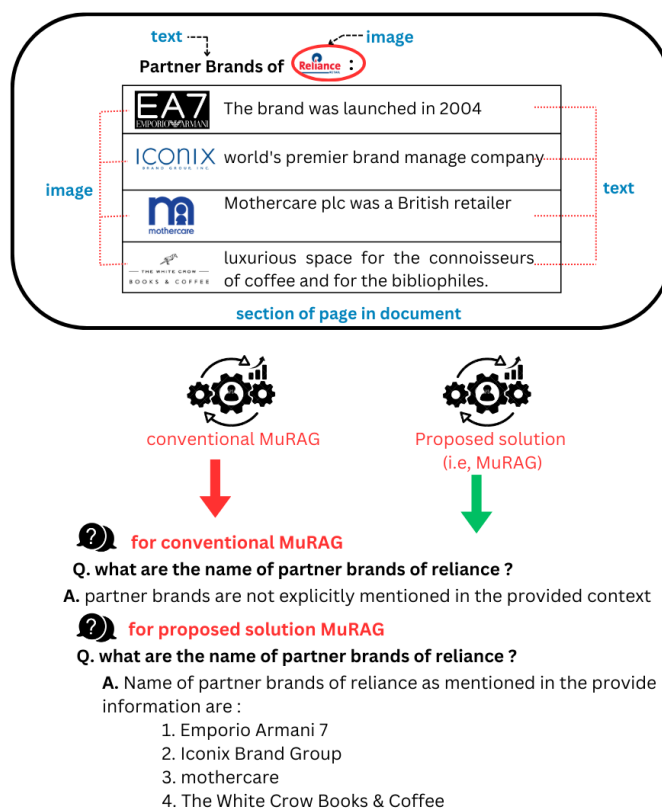 text
image
Partner Brands of Reliance RETAIL :
EA7
EMPORIO ARMANI
The brand was launched in 2004
ICONIX
BRAND GROUP INC.
world's premier brand manage company
image
text
mothercare
Mothercare plc was a British retailer
THE WHITE CROW
BOOKS & COFFEE
luxurious space for the connoisseurs
of coffee and for the bibliophiles.
section of page in document
conventional MuRAG
Proposed solution
(i.e, MuRAG)
? for conventional MuRAG
Q. what are the name of partner brands of reliance ?
A. partner brands are not explicitly mentioned in the provided context
? for proposed solution MuRAG
Q. what are the name of partner brands of reliance ?
A. Name of partner brands of reliance as mentioned in the provide
information are :
1. Emporio Armani 7
2. Iconix Brand Group
3. mothercare
4. The White Crow Books & Coffee